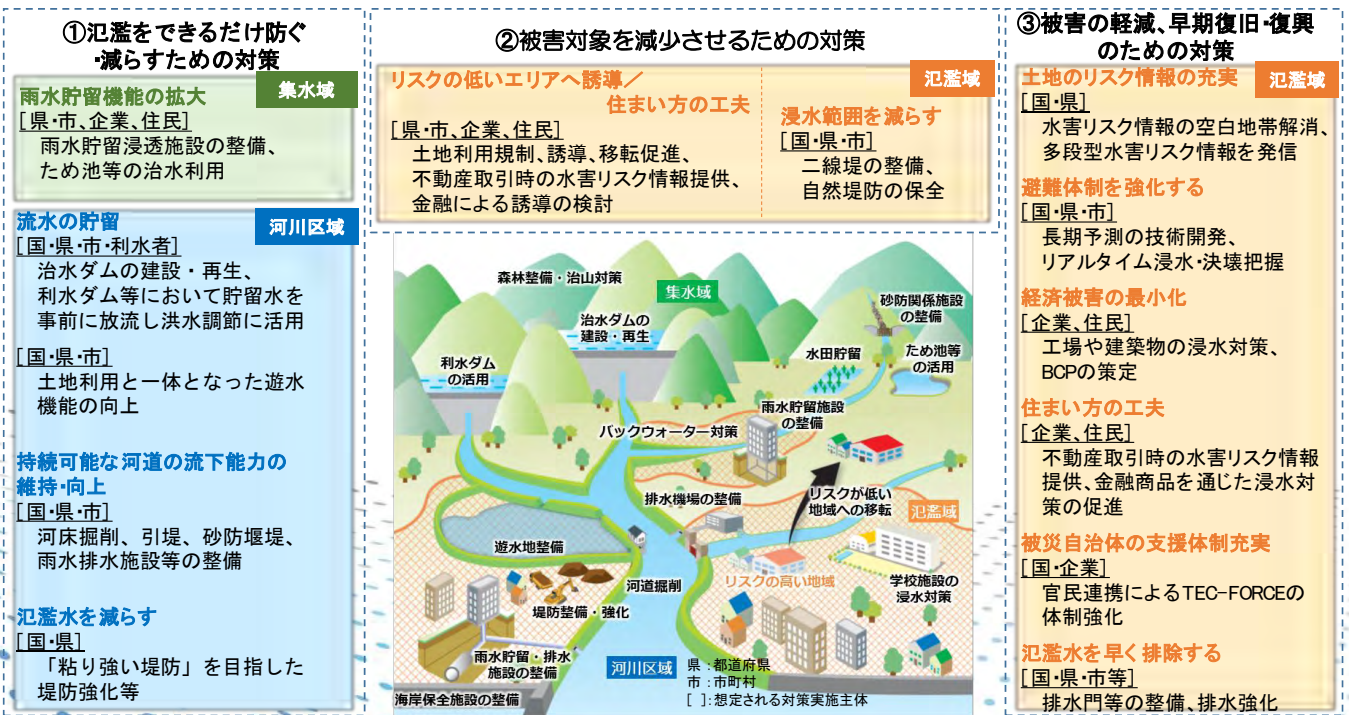 ①氾濫をできるだけ防ぐ
・減らすための対策
集水域
雨水貯留機能の拡大
[県・市、企業、住民]
雨水貯留浸透施設の整備、
ため池等の治水利用
河川区域
流水の貯留
[国・県・市・利水者]
治水ダムの建設・再生、
利水ダム等において貯留水を
事前に放流し洪水調節に活用
[国・県・市]
土地利用と一体となった遊水
機能の向上
持続可能な河道の流下能力の
維持・向上
[国・県・市]
河床掘削、引堤、砂防堰堤、
雨水排水施設等の整備
氾濫水を減らす
[国・県]
「粘り強い堤防」を目指した
堤防強化等
②被害対象を減少させるための対策
氾濫域
リスクの低いエリアへ誘導／
住まい方の工夫
[県・市、企業、住民]
土地利用規制、誘導、移転促進、
不動産取引時の水害リスク情報提供、
金融による誘導の検討
浸水範囲を減らす
[国・県・市]
二線堤の整備、
自然堤防の保全
森林整備・治山対策
集水域
治水ダムの
建設・再生
砂防関係施設
の整備
利水ダム
の活用
水田貯留
ため池等
の活用
雨水貯留施設
の整備
バックウォーター対策
排水機場の整備
リスクが低い
地域への移転
氾濫域
遊水地整備
河道掘削
リスクの高い地域
学校施設の
浸水対策
堤防整備・強化
雨水貯留・排水
施設の整備
海岸保全施設の整備
河川区域
県：都道府県
市：市町村
[ ]：想定される対策実施主体
③被害の軽減、早期復旧・復興
のための対策
氾濫域
土地のリスク情報の充実
[国・県]
水害リスク情報の空白地帯解消、
多段型水害リスク情報を発信
避難体制を強化する
[国・県・市]
長期予測の技術開発、
リアルタイム浸水・決壊把握
経済被害の最小化
[企業、住民]
工場や建築物の浸水対策、
BCPの策定
住まい方の工夫
[企業、住民]
不動産取引時の水害リスク情報
提供、金融商品を通じた浸水対
策の促進
被災自治体の支援体制充実
[国・企業]
官民連携によるTEC-FORCEの
体制強化
氾濫水を早く排除する
[国・県・市等]
排水門等の整備、排水強化